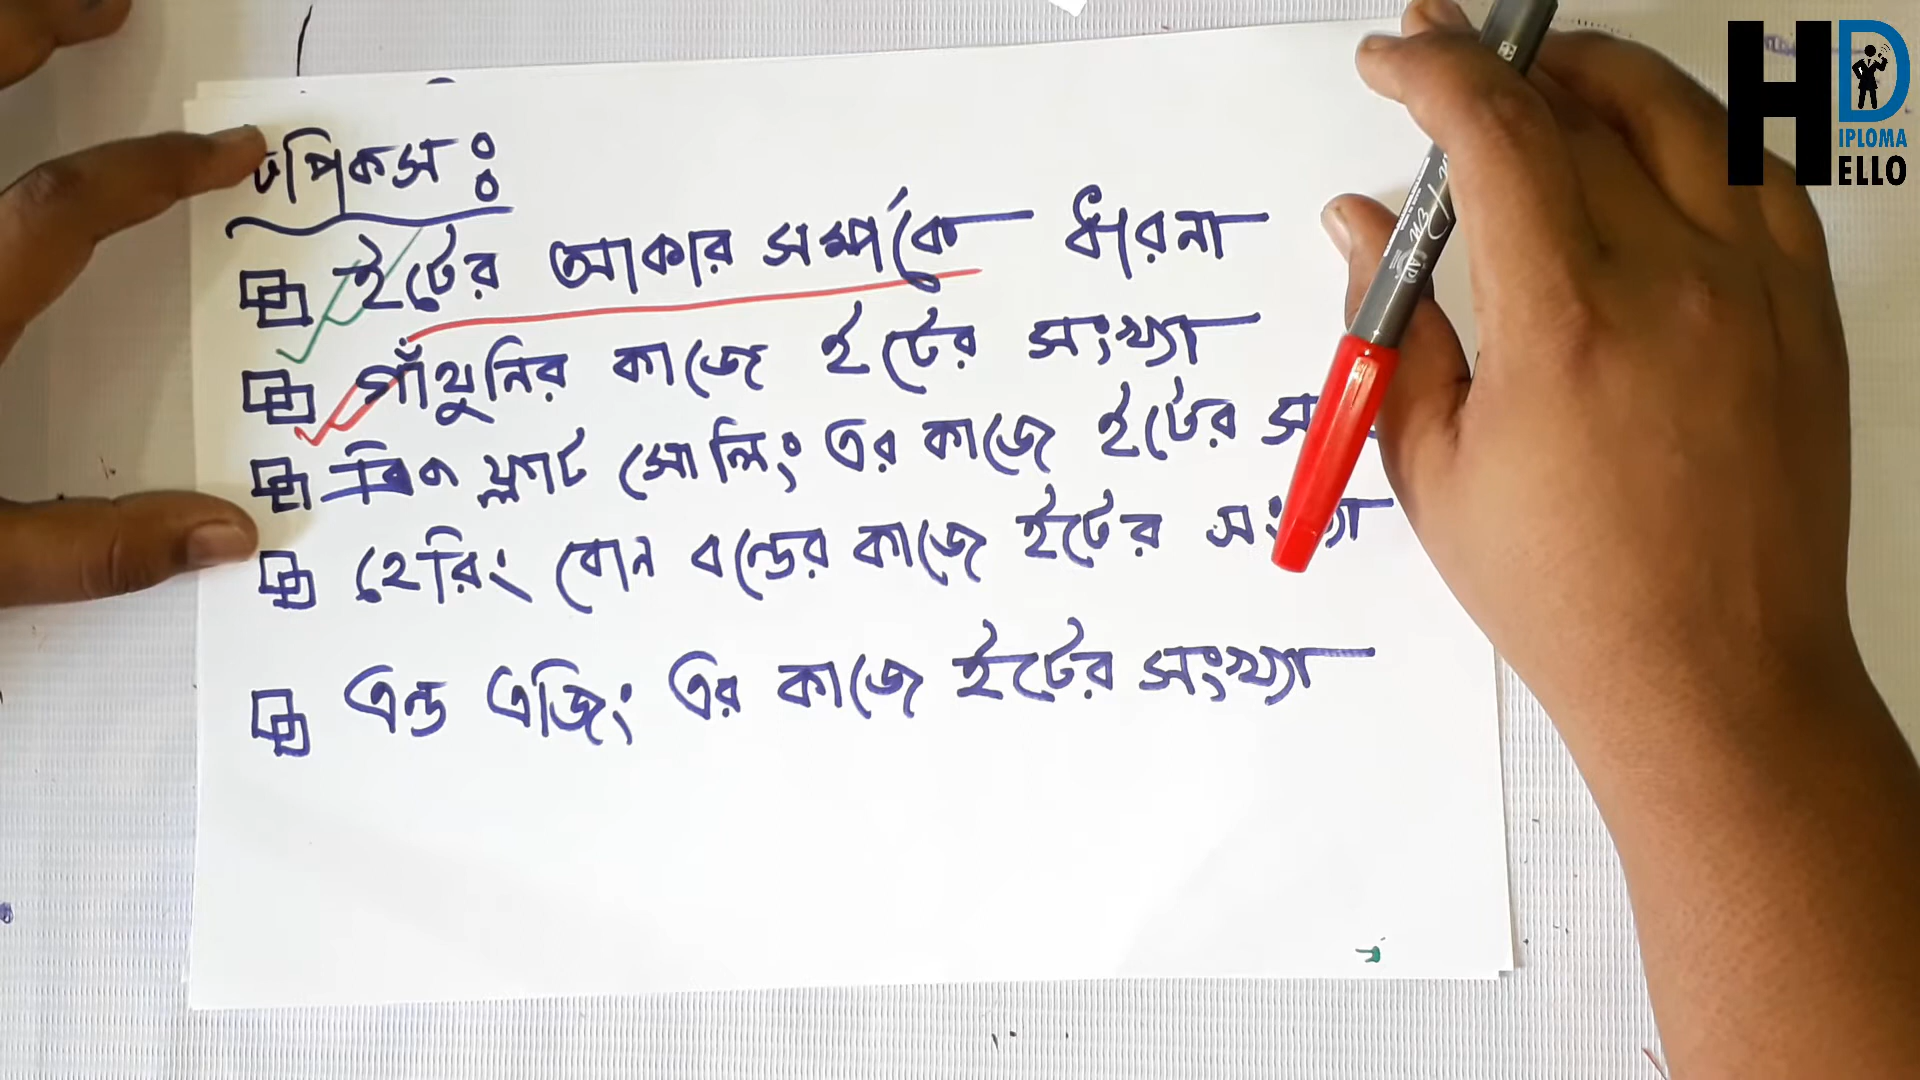 টপিকস ঃ
ইটের আকার সম্পর্কে ধারনা
গাঁথুনির কাজে ইটের সংখ্যা
ফ্লাট সোলিং এর কাজে ইটের
হেরিং বোন বন্ডের কাজে ইটের সংখ্যা
এন্ড এজিং এর কাজে ইটের সংখ্যা
HD
IPLOMA
ELLO